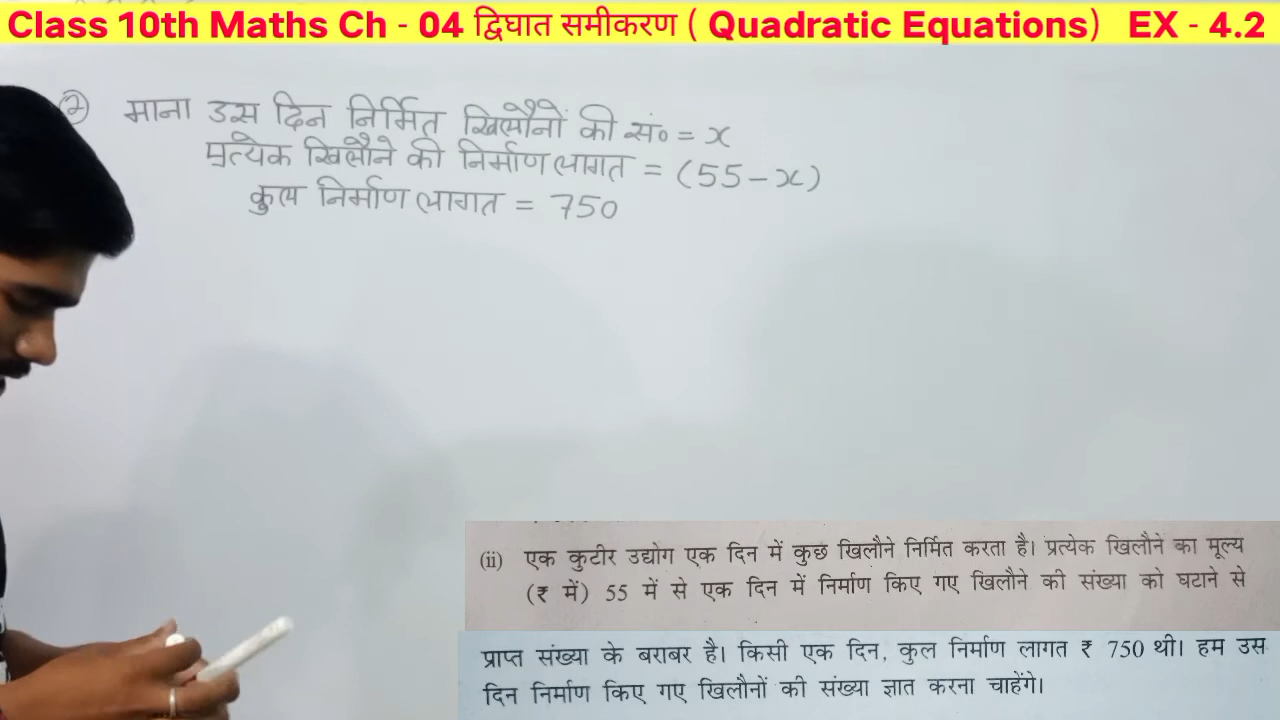 Class 10th Maths Ch - 04 द्विघात समीकरण ( Quadratic Equations) EX - 4.2
② माना उस दिन निर्मित खिलौनों की सं० = x
प्रत्येक खिलौने की निर्माण लागत = (55-x)
कुल निर्माण लागत = 750
(ii) एक कुटीर उद्योग एक दिन में कुछ खिलौने निर्मित करता है। प्रत्येक खिलौने का मूल्य
(₹ में) 55 में से एक दिन में निर्माण किए गए खिलौने की संख्या को घटाने से
प्राप्त संख्या के बराबर है। किसी एक दिन, कुल निर्माण लागत ₹ 750 थी। हम उस
दिन निर्माण किए गए खिलौनों की संख्या ज्ञात करना चाहेंगे।